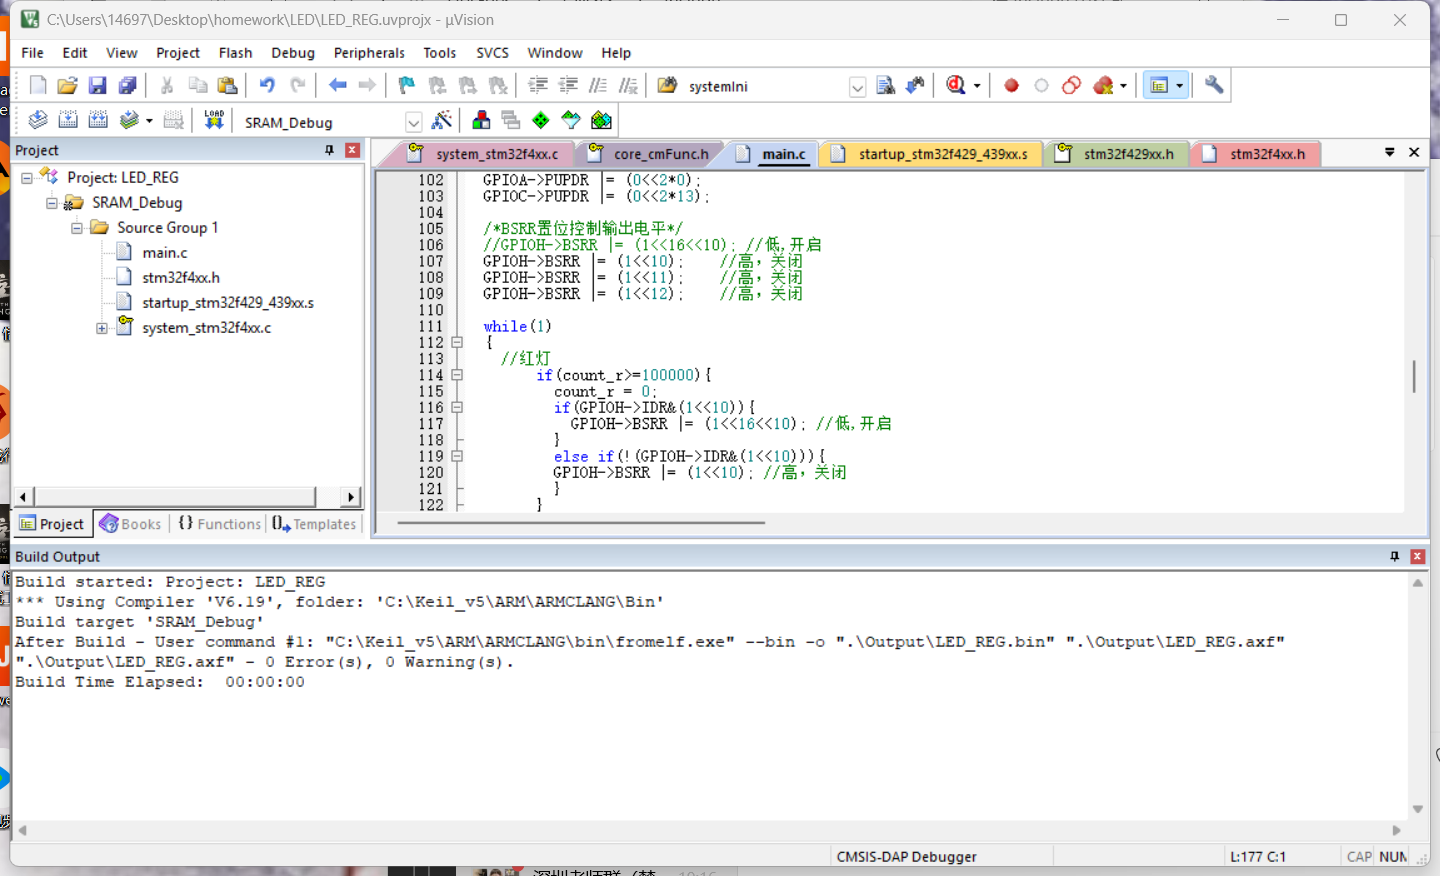 C:\Users\14697\Desktop\homework\LED\LED_REG.uvprojx - µVision
File Edit View Project Flash Debug Peripherals Tools SVCS Window Help
systemIni
LOAD
SRAM_Debug
Project
Project: LED_REG
SRAM_Debug
Source Group 1
main.c
stm32f4xx.h
startup_stm32f429_439xx.s
system_stm32f4xx.c
Project Books {} Functions Templates
system_stm32f4xx.c core_cmFunc.h main.c startup_stm32f429_439xx.s stm32f429xx.h stm32f4xx.h
102 GPIOA->PUPDR |= (0<<2*0);
103 GPIOC->PUPDR |= (0<<2*13);
104
105 /*BSRR置位控制输出电平*/
106 //GPIOH->BSRR |= (1<<16<<10); //低,开启
107 GPIOH->BSRR |= (1<<10); //高，关闭
108 GPIOH->BSRR |= (1<<11); //高，关闭
109 GPIOH->BSRR |= (1<<12); //高，关闭
110
111 while(1)
112 {
113 //红灯
114 if(count_r>=100000){
115 count_r = 0;
116 if(GPIOH->IDR&(1<<10)){
117 GPIOH->BSRR |= (1<<16<<10); //低,开启
118 }
119 else if(!(GPIOH->IDR&(1<<10))){
120 GPIOH->BSRR |= (1<<10); //高，关闭
121 }
122 }
Build Output
Build started: Project: LED_REG
*** Using Compiler 'V6.19', folder: 'C:\Keil_v5\ARM\ARMCLANG\Bin'
Build target 'SRAM_Debug'
After Build - User command #1: "C:\Keil_v5\ARM\ARMCLANG\bin\fromelf.exe" --bin -o ".\Output\LED_REG.bin" ".\Output\LED_REG.axf"
".\Output\LED_REG.axf" - 0 Error(s), 0 Warning(s).
Build Time Elapsed:  00:00:00
CMSIS-DAP Debugger
L:177 C:1
CAP NUM